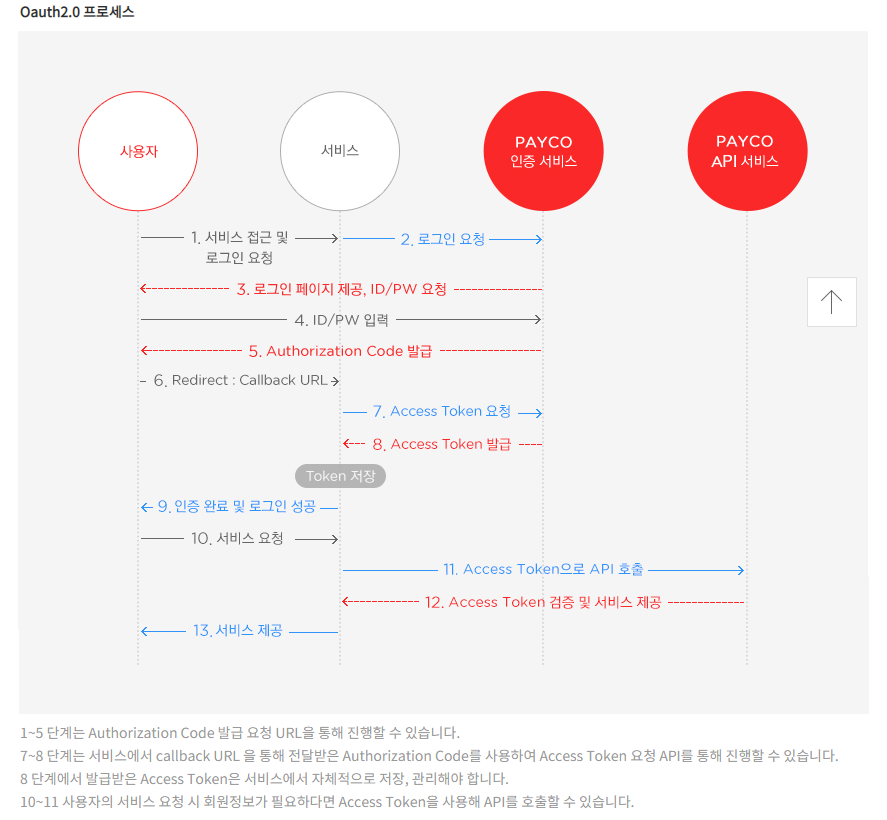 Oauth2.0 프로세스
사용자
서비스
PAYCO
인증 서비스
PAYCO
API 서비스
1. 서비스 접근 및
로그인 요청
2. 로그인 요청
3. 로그인 페이지 제공, ID/PW 요청
4. ID/PW 입력
5. Authorization Code 발급
6. Redirect : Callback URL
7. Access Token 요청
8. Access Token 발급
Token 저장
9. 인증 완료 및 로그인 성공
10. 서비스 요청
11. Access Token으로 API 호출
12. Access Token 검증 및 서비스 제공
13. 서비스 제공
1~5 단계는 Authorization Code 발급 요청 URL을 통해 진행할 수 있습니다.
7~8 단계는 서비스에서 callback URL 을 통해 전달받은 Authorization Code를 사용하여 Access Token 요청 API를 통해 진행할 수 있습니다.
8 단계에서 발급받은 Access Token은 서비스에서 자체적으로 저장, 관리해야 합니다.
10~11 사용자의 서비스 요청 시 회원정보가 필요하다면 Access Token을 사용해 API를 호출할 수 있습니다.